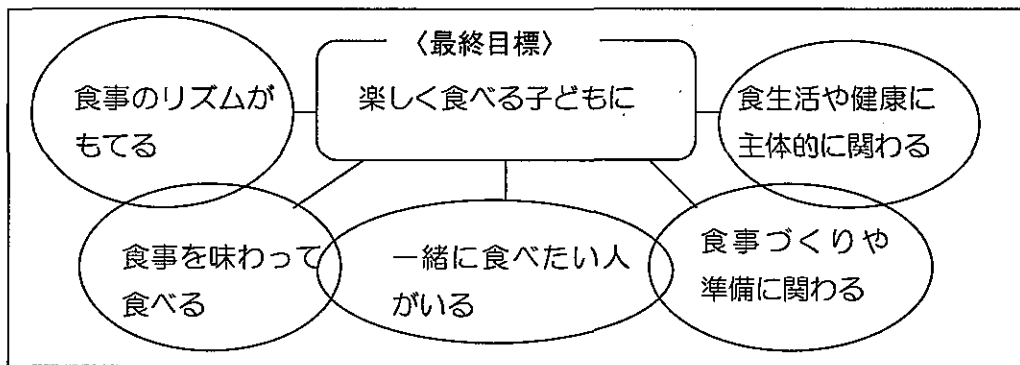 〈最終目標〉
楽しく食べる子どもに
食事のリズムが
もてる
食生活や健康に
主体的に関わる
食事を味わって
食べる
一緒に食べたい人
がいる
食事づくりや
準備に関わる